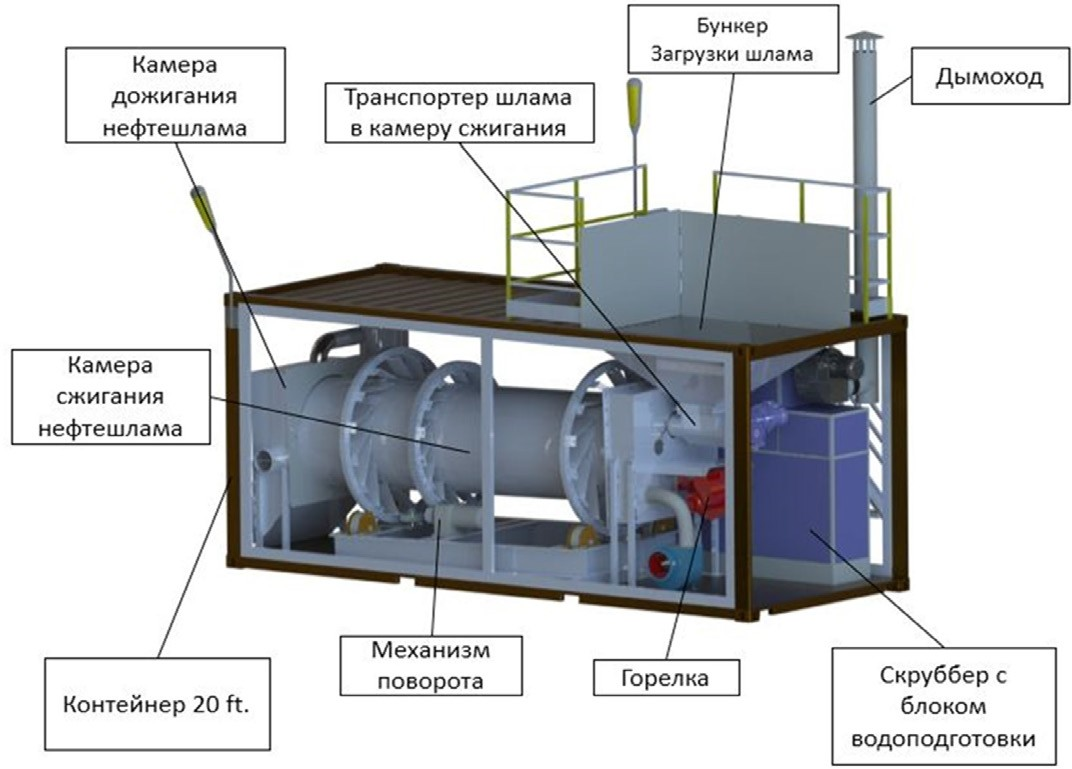 Бункер
Загрузки шлама
Камера
дожигания
нефтешлама
Транспортер шлама
в камеру сжигания
Дымоход
Камера
сжигания
нефтешлама
Контейнер 20 ft.
Механизм
поворота
Горелка
Скруббер с
блоком
водоподготовки